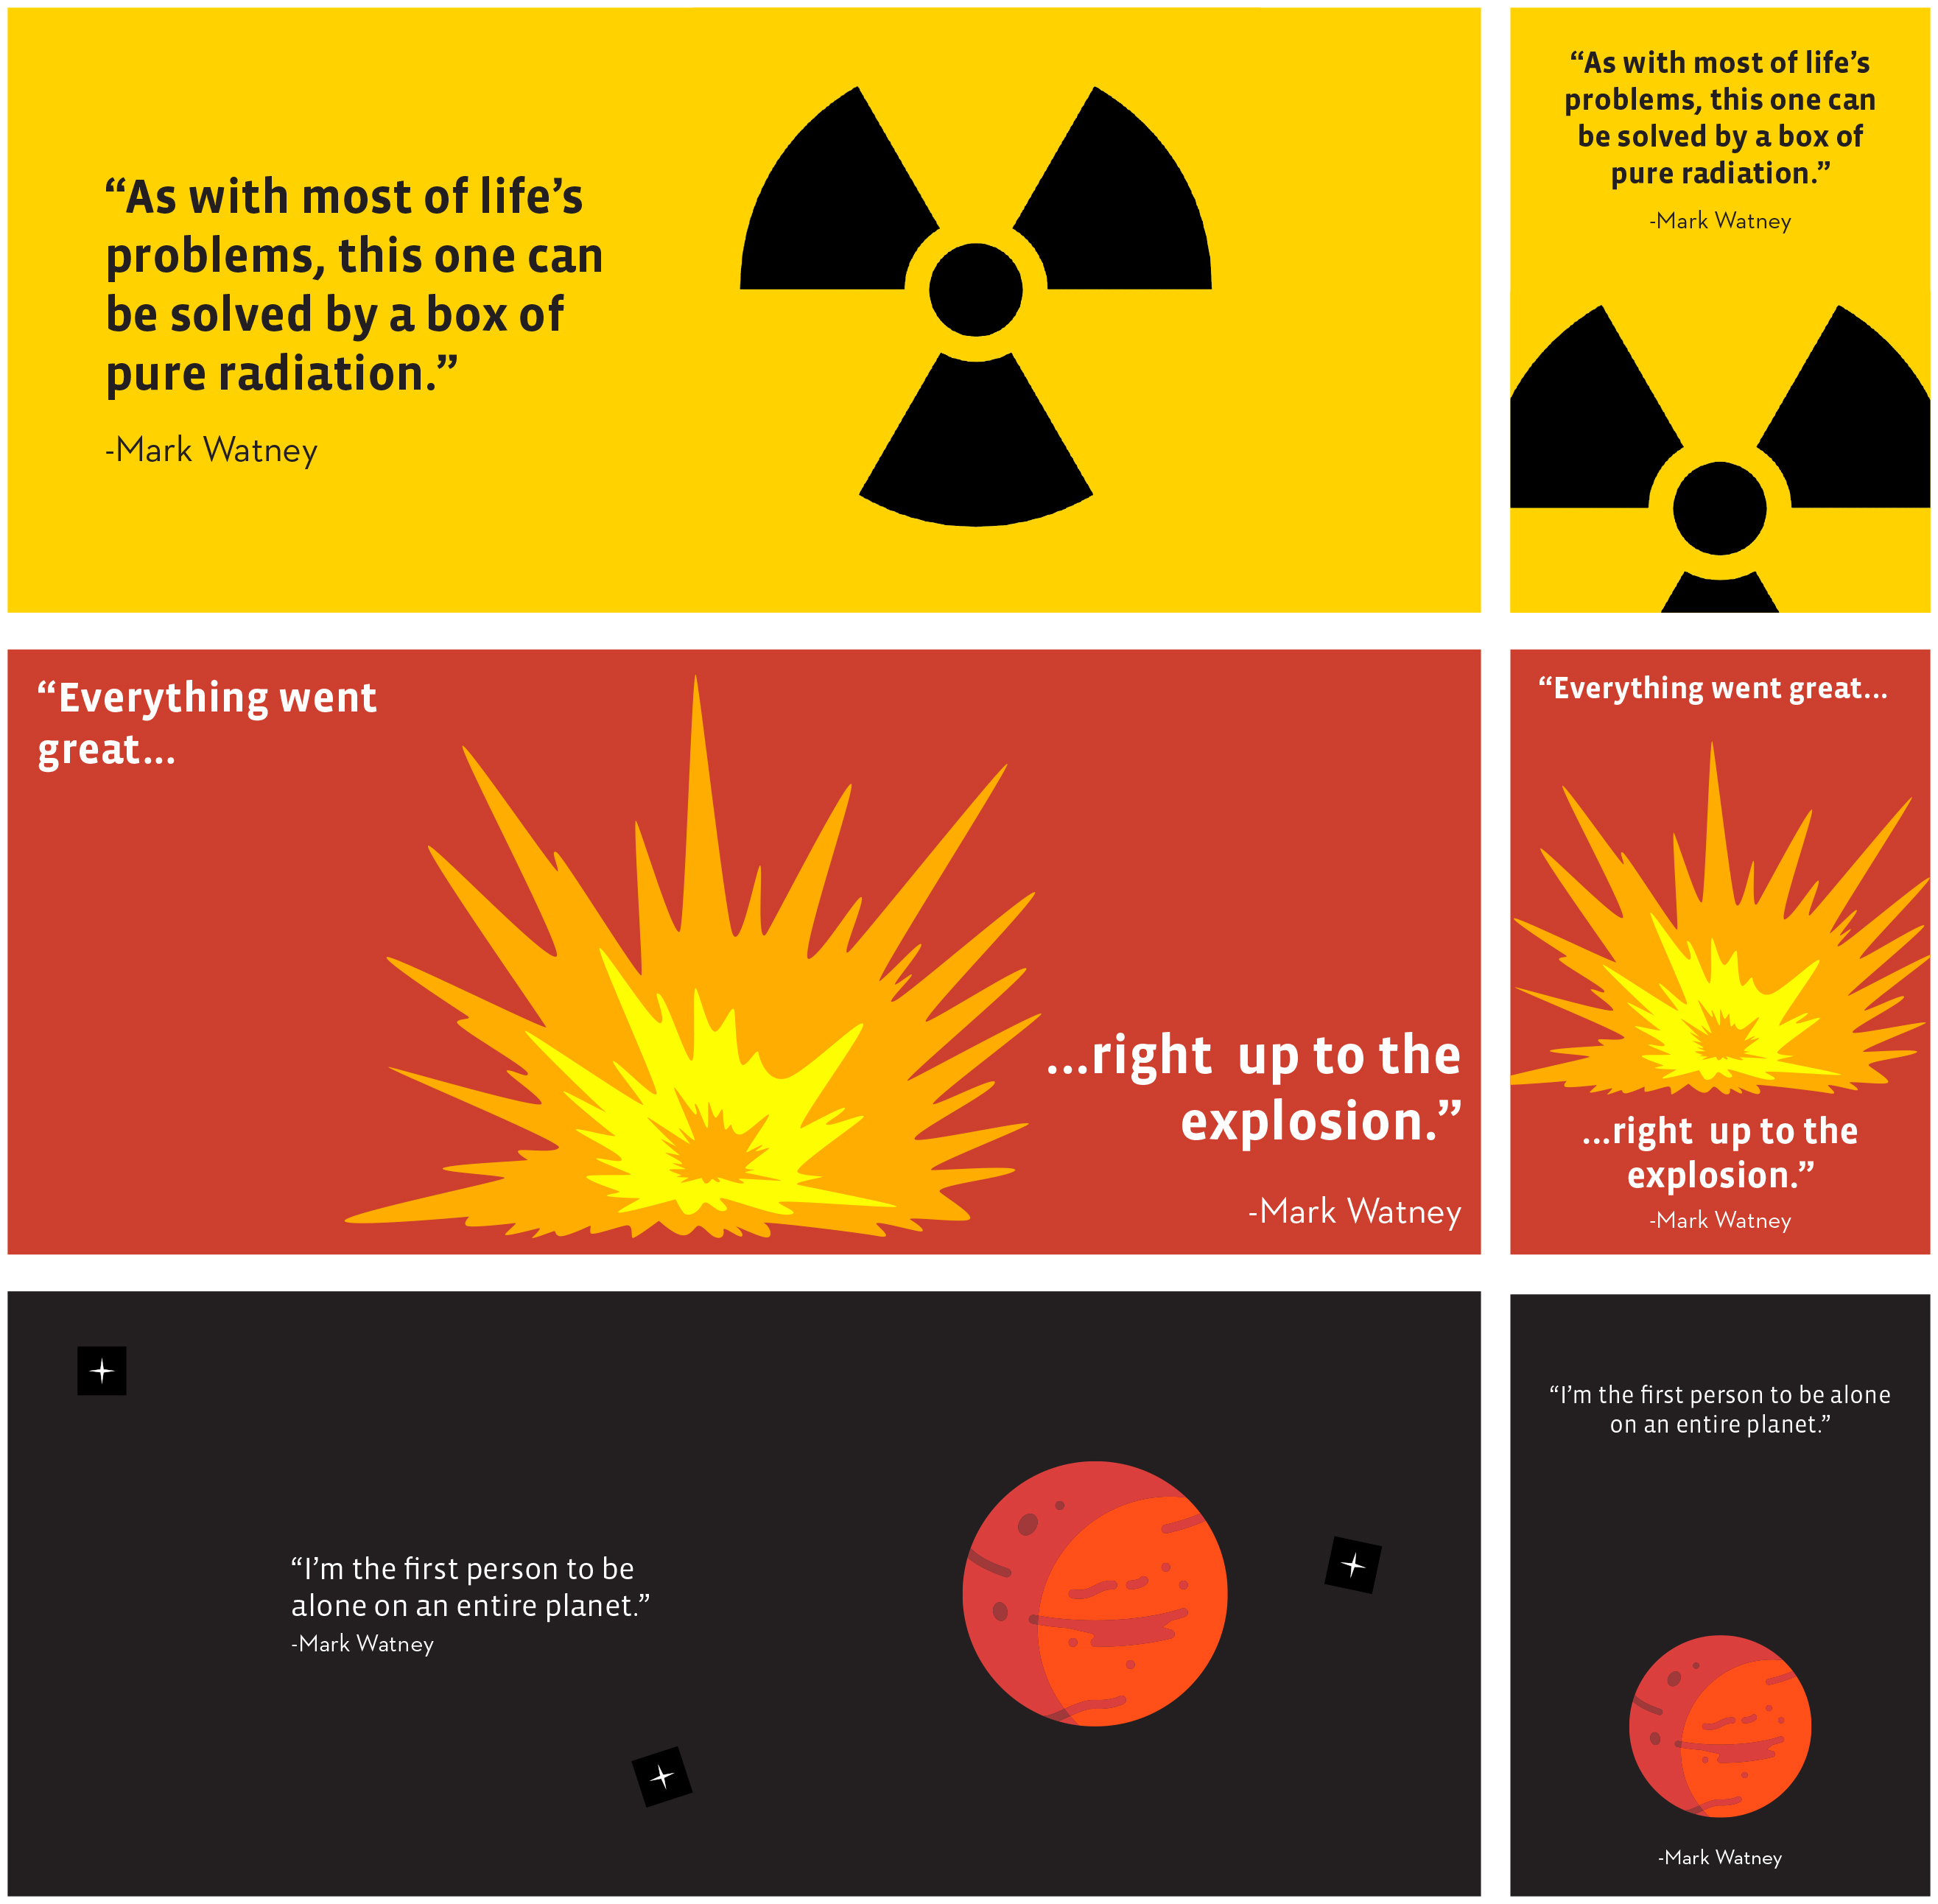 “As with most of life’s
problems, this one can
be solved by a box of
pure radiation.”
-Mark Watney
“As with most of life’s
problems, this one can
be solved by a box of
pure radiation.”
-Mark Watney
“Everything went
great...
...right  up to the
explosion.”
-Mark Watney
“Everything went great...
...right  up to the
explosion.”
-Mark Watney
“I’m the first person to be
alone on an entire planet.”
-Mark Watney
“I’m the first person to be alone
on an entire planet.”
-Mark Watney